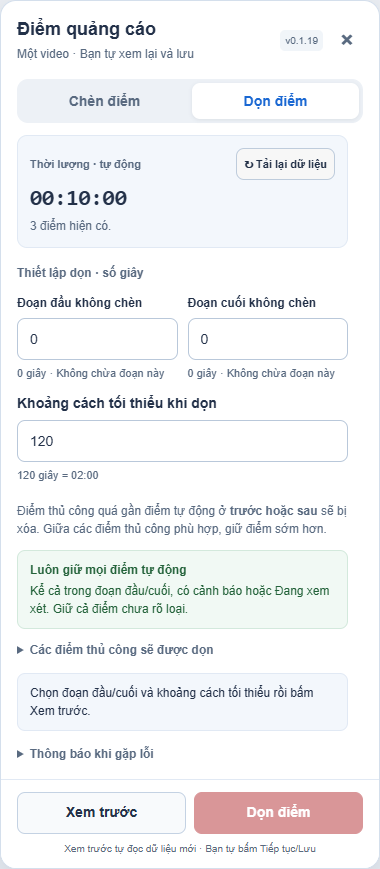 Điểm quảng cáo
Một video · Bạn tự xem lại và lưu
v0.1.19
×
Chèn điểm
Dọn điểm
Thời lượng · tự động
↻ Tải lại dữ liệu
00:10:00
3 điểm hiện có.
Thiết lập dọn · số giây
Đoạn đầu không chèn
Đoạn cuối không chèn
0
0
0 giây · Không chừa đoạn này
0 giây · Không chừa đoạn này
Khoảng cách tối thiểu khi dọn
120
120 giây = 02:00
Điểm thủ công quá gần điểm tự động ở trước hoặc sau sẽ bị
xóa. Giữa các điểm thủ công phù hợp, giữ điểm sớm hơn.
Luôn giữ mọi điểm tự động
Kể cả trong đoạn đầu/cuối, có cảnh báo hoặc Đang xem
xét. Giữ cả điểm chưa rõ loại.
▶ Các điểm thủ công sẽ được dọn
Chọn đoạn đầu/cuối và khoảng cách tối thiểu rồi bấm
Xem trước.
▶ Thông báo khi gặp lỗi
Xem trước
Dọn điểm
Xem trước tự đọc dữ liệu mới · Bạn tự bấm Tiếp tục/Lưu